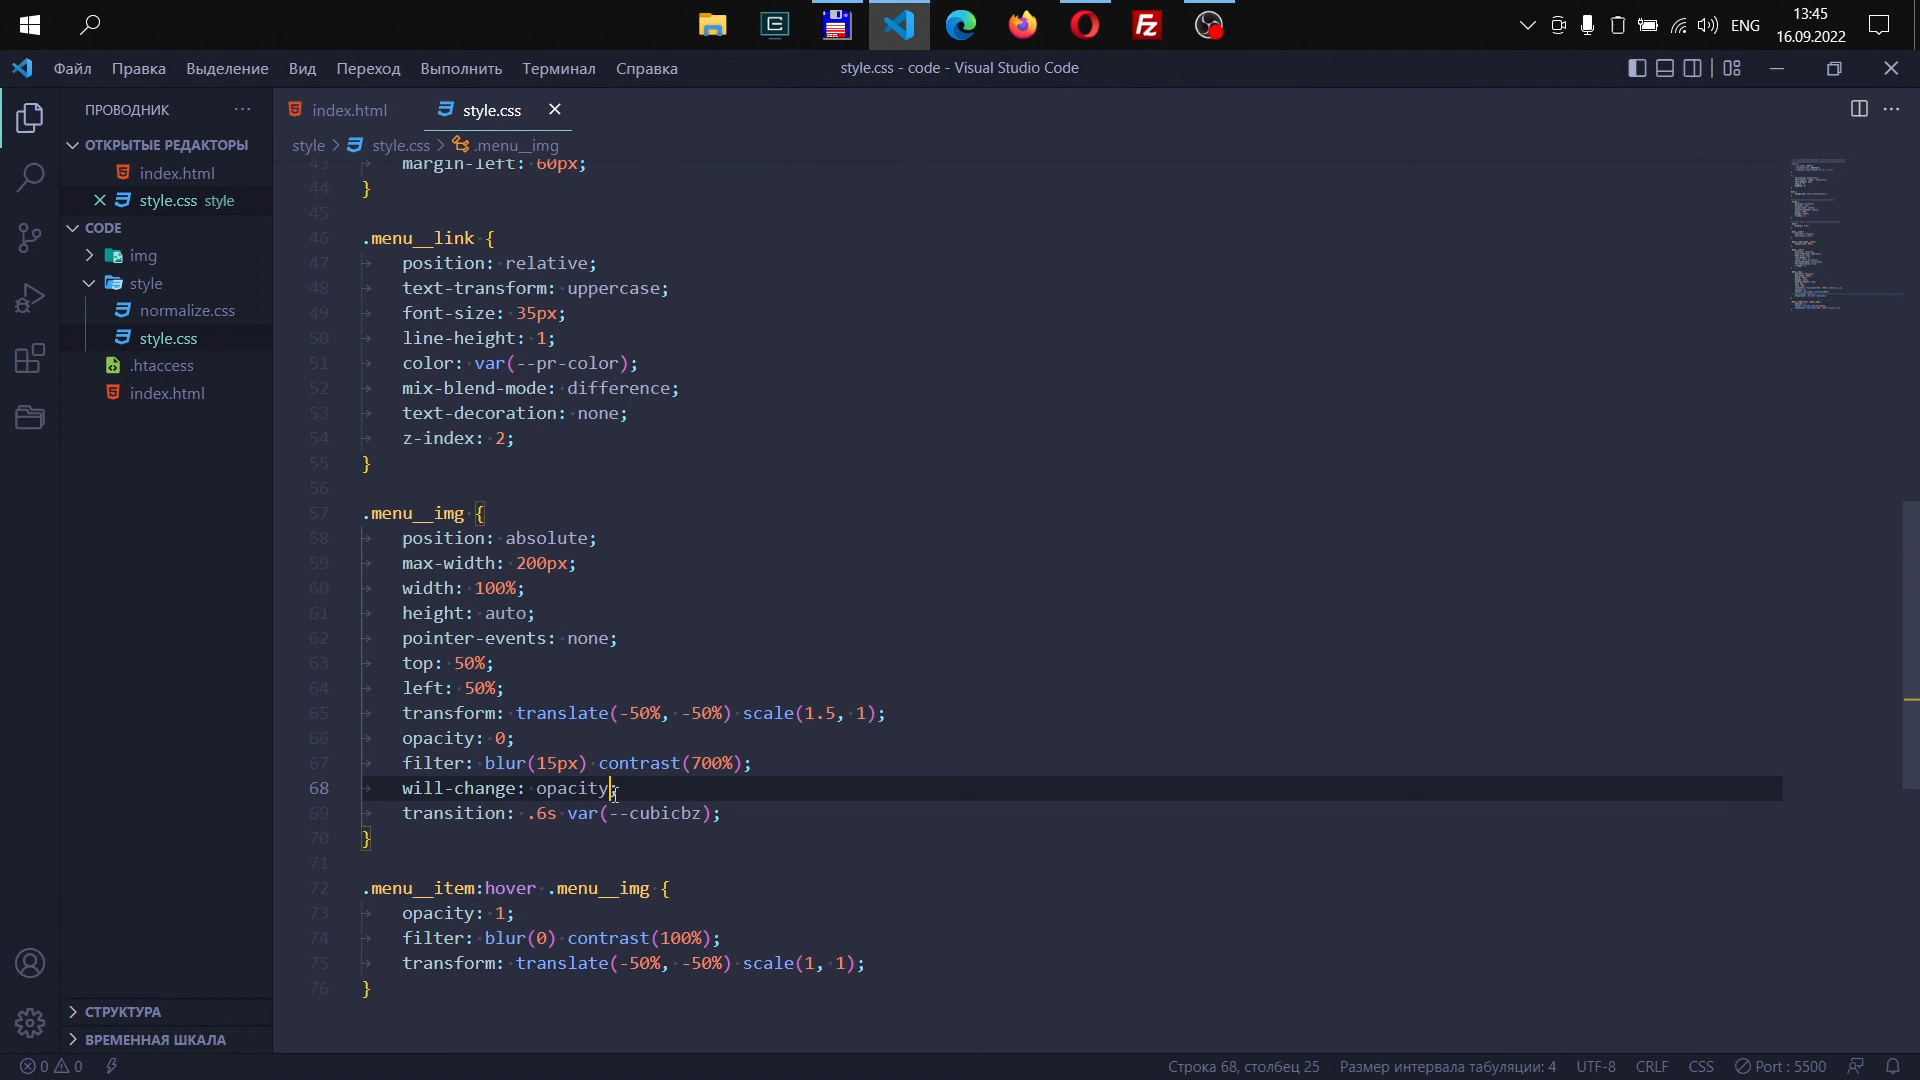 ENG
13:45
16.09.2022
Файл Правка Выделение Вид Переход Выполнить Терминал Справка
style.css - code - Visual Studio Code
ПРОВОДНИК
ОТКРЫТЫЕ РЕДАКТОРЫ
index.html
style.css style
CODE
img
style
normalize.css
style.css
.htaccess
index.html
СТРУКТУРА
ВРЕМЕННАЯ ШКАЛА
index.html
style.css
style > style.css > .menu__img
43 margin-left: 60px;
44 }
45
46 .menu__link {
47 position: relative;
48 text-transform: uppercase;
49 font-size: 35px;
50 line-height: 1;
51 color: var(--pr-color);
52 mix-blend-mode: difference;
53 text-decoration: none;
54 z-index: 2;
55 }
56
57 .menu__img {
58 position: absolute;
59 max-width: 200px;
60 width: 100%;
61 height: auto;
62 pointer-events: none;
63 top: 50%;
64 left: 50%;
65 transform: translate(-50%, -50%) scale(1.5, 1);
66 opacity: 0;
67 filter: blur(15px) contrast(700%);
68 will-change: opacity;
69 transition: .6s var(--cubicbz);
70 }
71
72 .menu__item:hover .menu__img {
73 opacity: 1;
74 filter: blur(0) contrast(100%);
75 transform: translate(-50%, -50%) scale(1, 1);
76 }
0 0
Строка 68, столбец 25
Размер интервала табуляции: 4
UTF-8
CRLF
CSS
Port : 5500